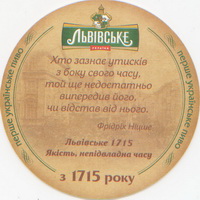 ЛЬВІВСЬКЕ
УКРАЇНА
перше українське пиво
перше українське пиво
Хто зазнає утисків
з боку свого часу,
той ще недостатньо
випередив його,
чи відстав від нього.
Фрідріх Ніцше
Львівське 1715
Якість, непідвладна часу
з 1715 року